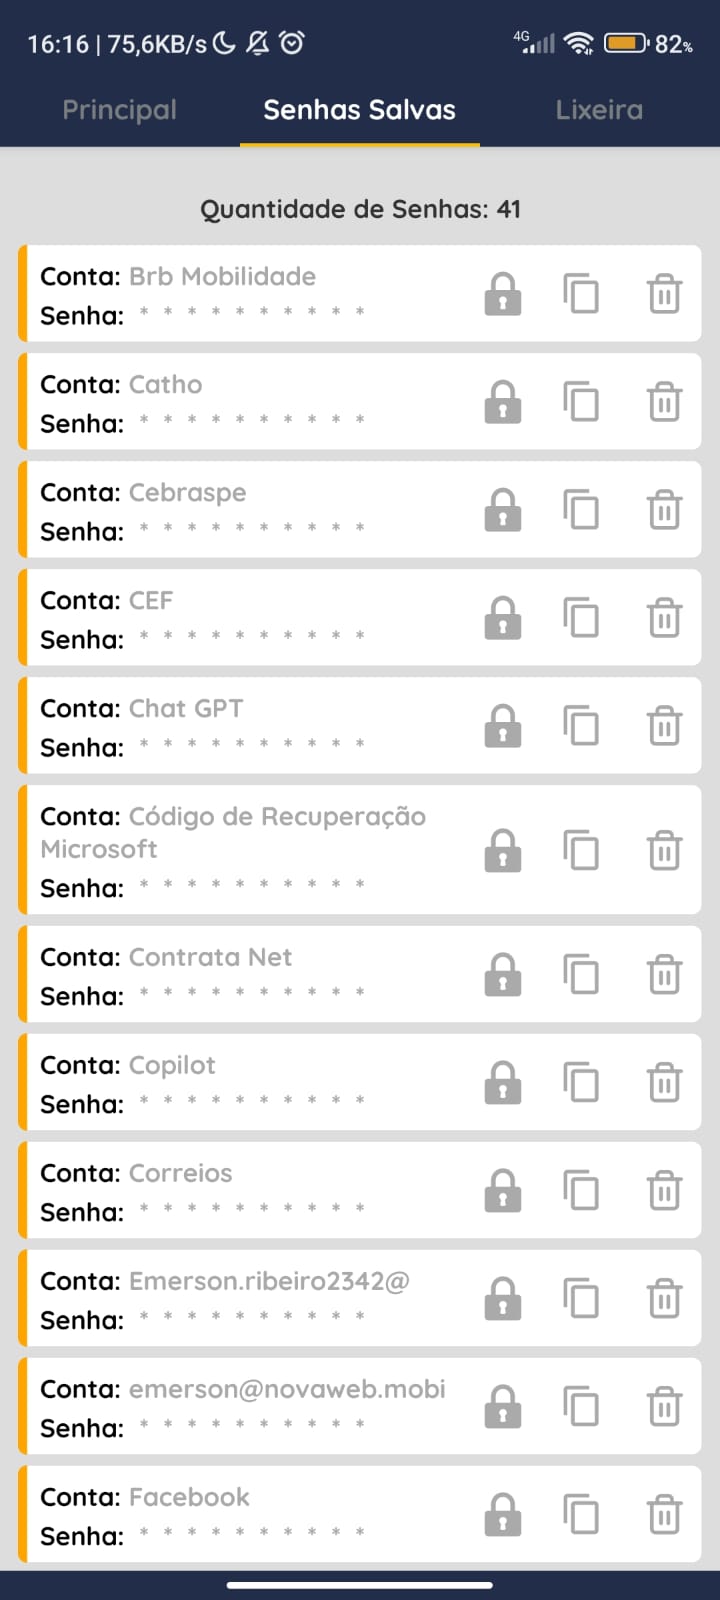 16:16 | 75,6KB/s 4G 82%
Principal Senhas Salvas Lixeira
Quantidade de Senhas: 41
Conta: Brb Mobilidade
Senha: * * * * * * * * * *
Conta: Catho
Senha: * * * * * * * * * *
Conta: Cebraspe
Senha: * * * * * * * * * *
Conta: CEF
Senha: * * * * * * * * * *
Conta: Chat GPT
Senha: * * * * * * * * * *
Conta: Código de Recuperação
Microsoft
Senha: * * * * * * * * * *
Conta: Contrata Net
Senha: * * * * * * * * * *
Conta: Copilot
Senha: * * * * * * * * * *
Conta: Correios
Senha: * * * * * * * * * *
Conta: Emerson.ribeiro2342@
Senha: * * * * * * * * * *
Conta: emerson@novaweb.mobi
Senha: * * * * * * * * * *
Conta: Facebook
Senha: * * * * * * * * * *